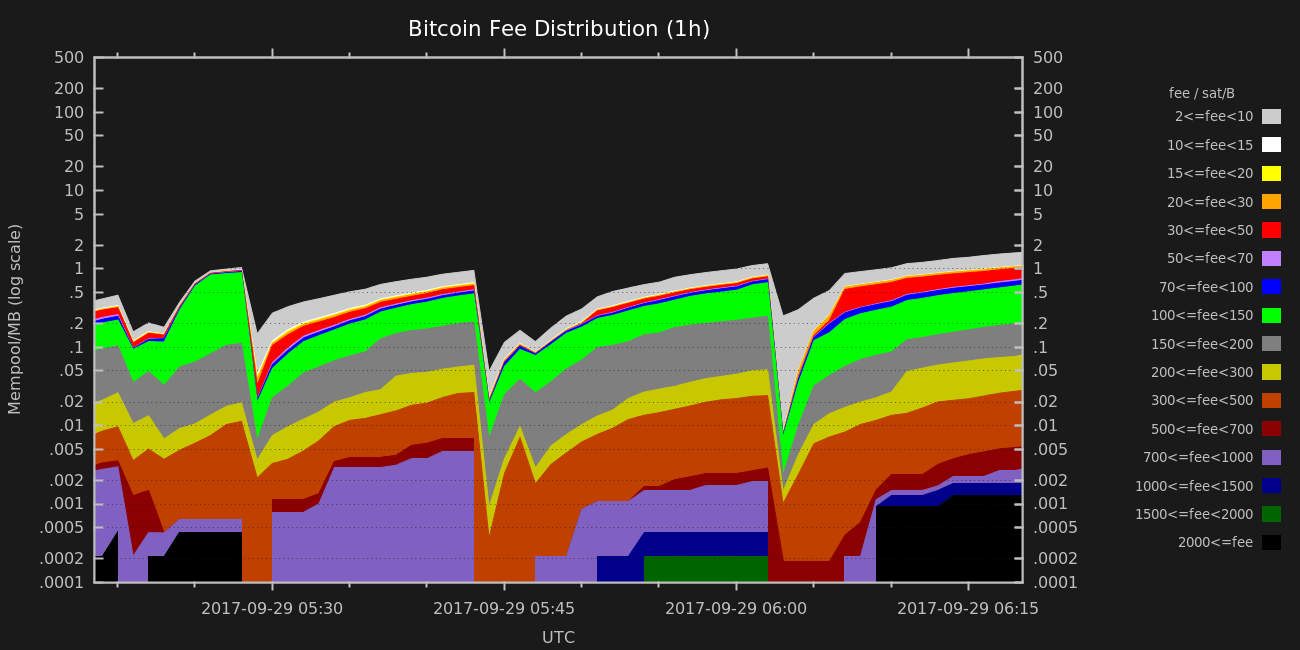 Bitcoin Fee Distribution (1h)
Mempool/MB (log scale)
500
200
100
50
20
10
5
2
1
.5
.2
.1
.05
.02
.01
.005
.002
.001
.0005
.0002
.0001
500
200
100
50
20
10
5
2
1
.5
.2
.1
.05
.02
.01
.005
.002
.001
.0005
.0002
.0001
2017-09-29 05:30
2017-09-29 05:45
2017-09-29 06:00
2017-09-29 06:15
UTC
fee / sat/B
2<=fee<10
10<=fee<15
15<=fee<20
20<=fee<30
30<=fee<50
50<=fee<70
70<=fee<100
100<=fee<150
150<=fee<200
200<=fee<300
300<=fee<500
500<=fee<700
700<=fee<1000
1000<=fee<1500
1500<=fee<2000
2000<=fee